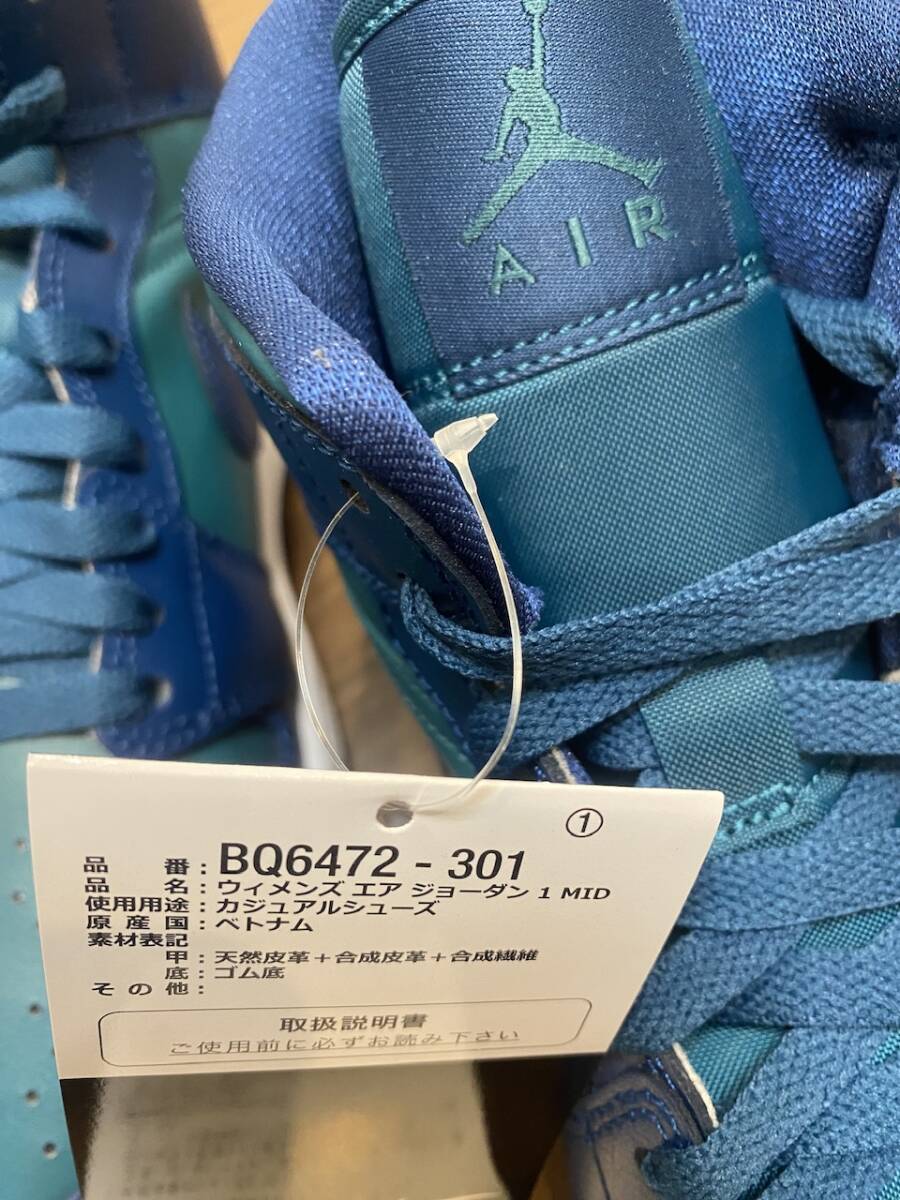 AIR
①
品 番 : BQ6472 - 301
品 名 : ウィメンズ エア ジョーダン 1 MID
使用用途 : カジュアルシューズ
原 産 国 : ベトナム
素材表記
甲 : 天然皮革+合成皮革+合成繊維
底 : ゴム底
そ の 他 :
取扱説明書
ご使用前に必ずお読み下さい